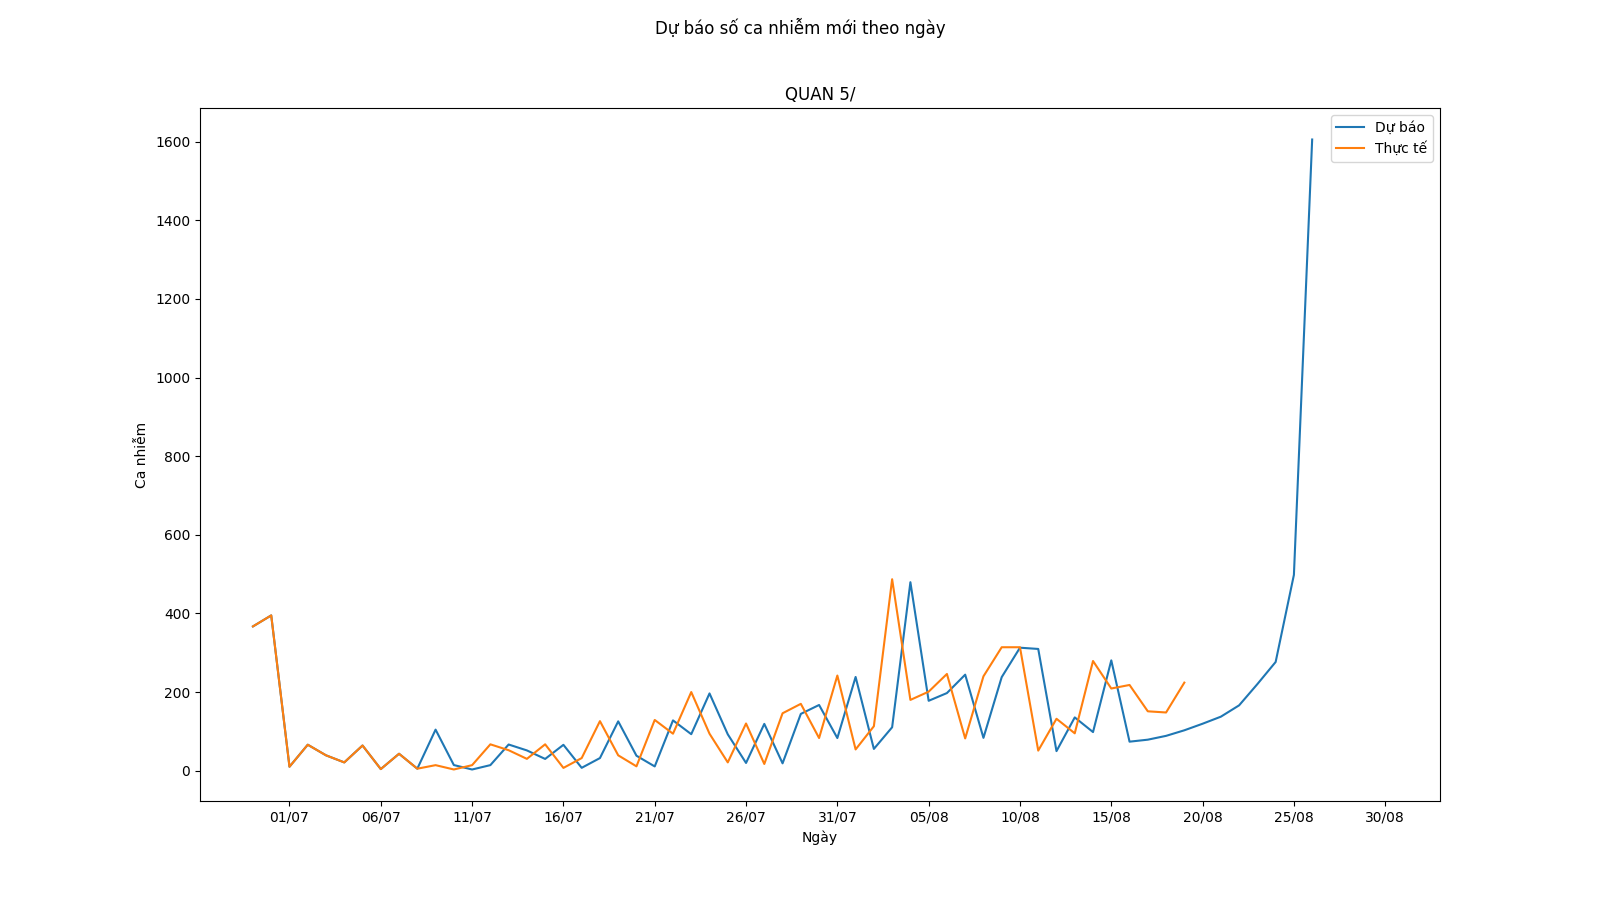 Dự báo số ca nhiễm mới theo ngày
QUAN 5/
Dự báo
Thực tế
1600
1400
1200
1000
800
600
400
200
0
Ca nhiễm
01/07 06/07 11/07 16/07 21/07 26/07 31/07 05/08 10/08 15/08 20/08 25/08 30/08
Ngày